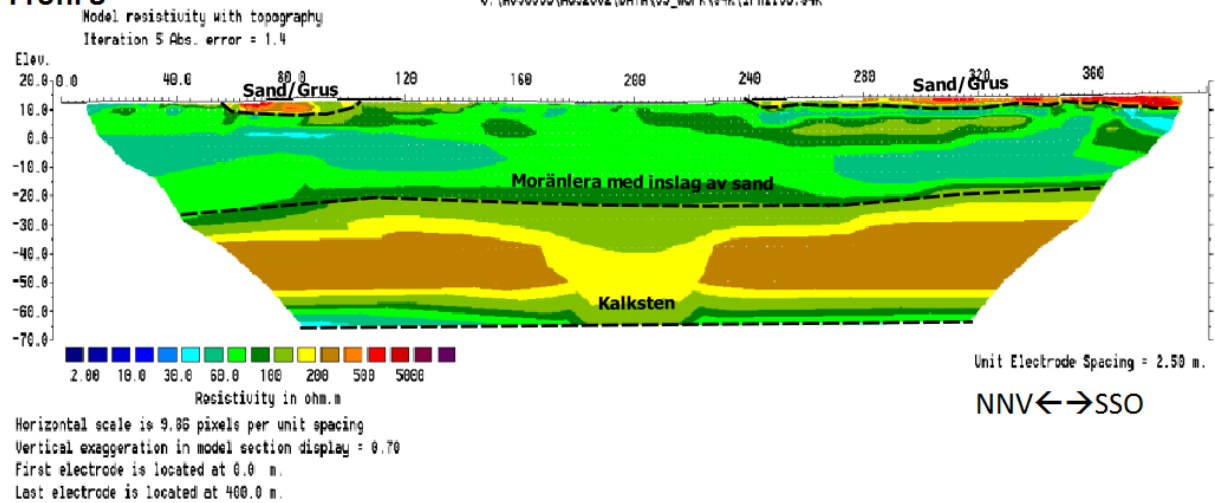 Model resistivity with topography
Iteration 5 Abs. error = 1.4
Elev.
0.0 40.0 80.0 120 160 200 240 280 320 360
20.0
10.0
0.0
-10.0
-20.0
-30.0
-40.0
-50.0
-60.0
-70.0
Sand/Grus
Sand/Grus
Moränlera med inslag av sand
Kalksten
2.00 10.0 30.0 60.0 100 200 500 5000
Resistivity in ohm.m
Unit Electrode Spacing = 2.50 m.
NNV←→SSO
Horizontal scale is 9.86 pixels per unit spacing
Vertical exaggeration in model section display = 0.70
First electrode is located at 0.0 m.
Last electrode is located at 400.0 m.